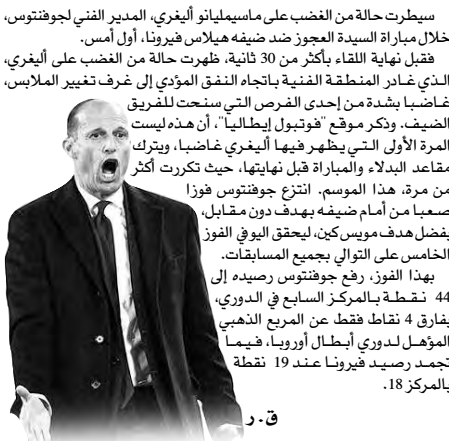 سيطرت حالة من الغضب على ماسيميليانو أليغري، المدير الفني لجوفنتوس،
خلال مباراة السيدة العجوز ضد ضيفه هيلاس فيرونا، أول أمس.
فقبل نهاية اللقاء بأكثر من 30 ثانية، ظهرت حالة من الغضب على أليغري،
الذي غادر المنطقة الفنية باتجاه النفق المؤدي إلى غرف تغيير الملابس،
غاضبا بشدة من إحدى الفرص التي سنحت للفريق
الضيف. وذكر موقع "فوتبول إيطاليا"، أن هذه ليست
المرة الأولى التي يظهر فيها أليغري غاضبا، ويترك
مقاعد البدلاء والمباراة قبل نهايتها، حيث تكررت أكثر
من مرة، هذا الموسم. انتزع جوفنتوس فوزا
صعبا من أمام ضيفه بهدف دون مقابل،
بفضل هدف مويس كين، ليحقق اليوفي الفوز
الخامس على التوالي بجميع المسابقات.
بهذا الفوز، رفع جوفنتوس رصيده إلى
44 نقطة بالمركز السابع في الدوري،
بفارق 4 نقاط فقط عن المربع الذهبي
المؤهل لدوري أبطال أوروبا، فيما
تجمد رصيد فيرونا عند 19 نقطة
بالمركز 18.
ق.ر